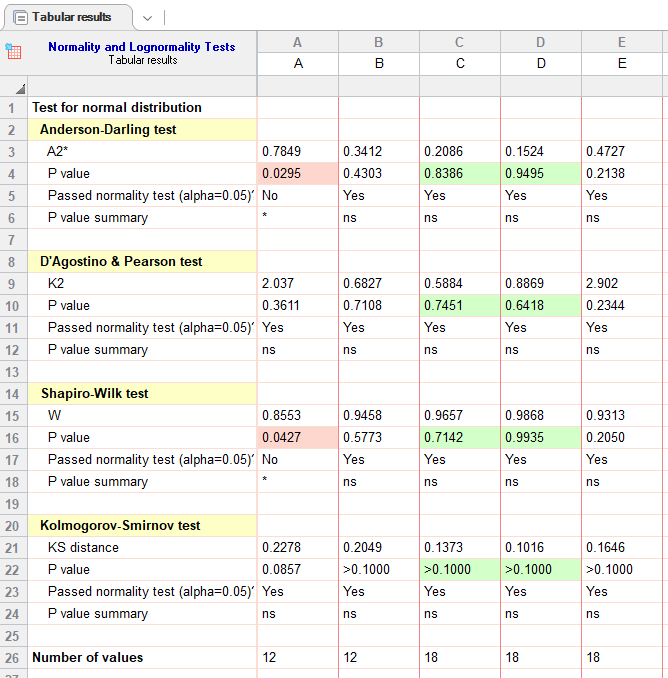 Tabular results
Normality and Lognormality Tests A B C D E
Tabular results A B C D E
1 Test for normal distribution
2 Anderson-Darling test
3 A2* 0.7849 0.3412 0.2086 0.1524 0.4727
4 P value 0.0295 0.4303 0.8386 0.9495 0.2138
5 Passed normality test (alpha=0.05)? No Yes Yes Yes Yes
6 P value summary * ns ns ns ns
7
8 D'Agostino & Pearson test
9 K2 2.037 0.6827 0.5884 0.8869 2.902
10 P value 0.3611 0.7108 0.7451 0.6418 0.2344
11 Passed normality test (alpha=0.05)? Yes Yes Yes Yes Yes
12 P value summary ns ns ns ns ns
13
14 Shapiro-Wilk test
15 W 0.8553 0.9458 0.9657 0.9868 0.9313
16 P value 0.0427 0.5773 0.7142 0.9935 0.2050
17 Passed normality test (alpha=0.05)? No Yes Yes Yes Yes
18 P value summary * ns ns ns ns
19
20 Kolmogorov-Smirnov test
21 KS distance 0.2278 0.2049 0.1373 0.1016 0.1646
22 P value 0.0857 >0.1000 >0.1000 >0.1000 >0.1000
23 Passed normality test (alpha=0.05)? Yes Yes Yes Yes Yes
24 P value summary ns ns ns ns ns
25
26 Number of values 12 12 18 18 18